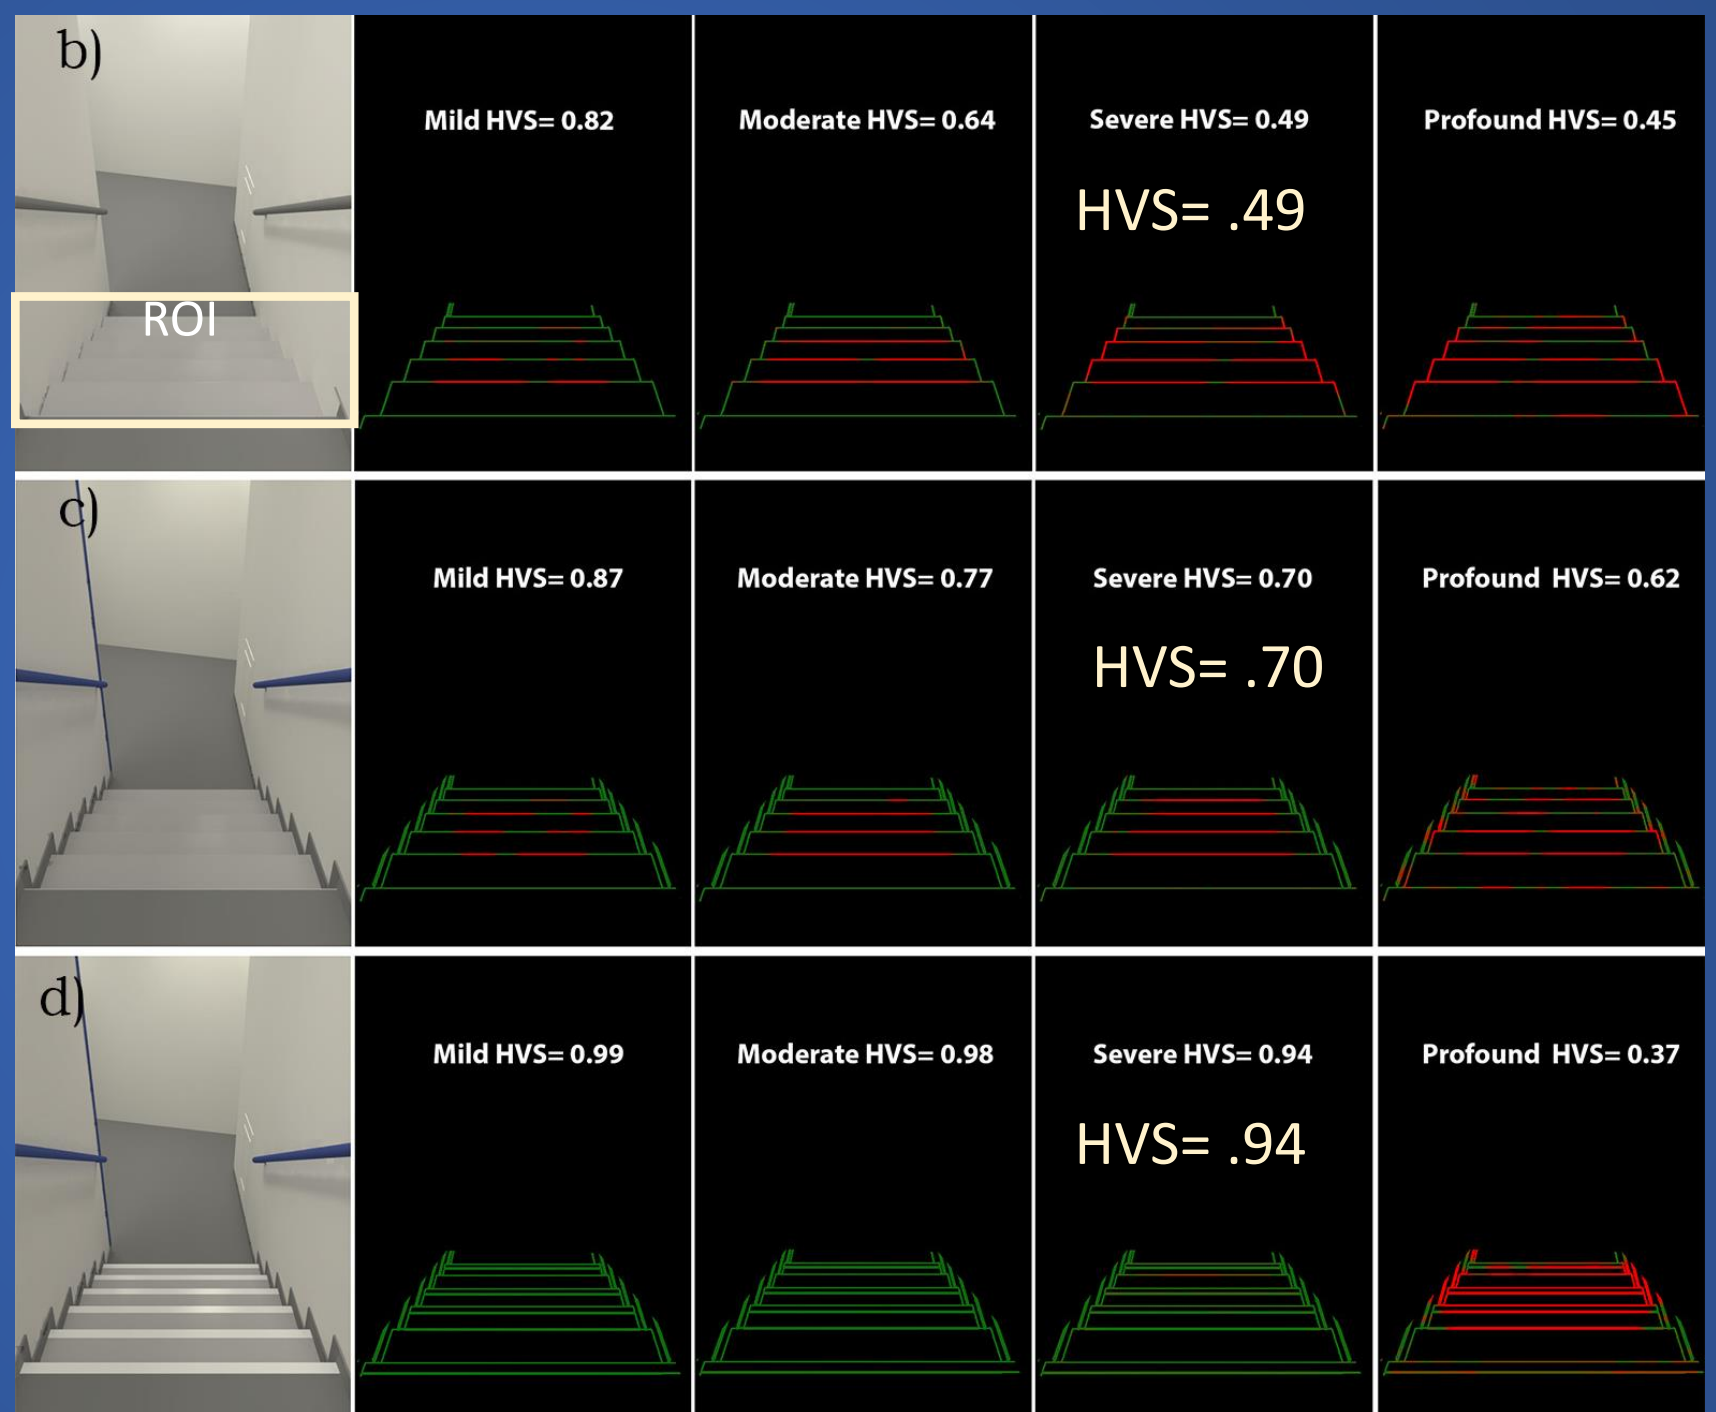 b)
Mild HVS= 0.82
Moderate HVS= 0.64
Severe HVS= 0.49
Profound HVS= 0.45
HVS= .49
ROI
c)
Mild HVS= 0.87
Moderate HVS= 0.77
Severe HVS= 0.70
Profound  HVS= 0.62
HVS= .70
d)
Mild HVS= 0.99
Moderate HVS= 0.98
Severe HVS= 0.94
Profound  HVS= 0.37
HVS= .94